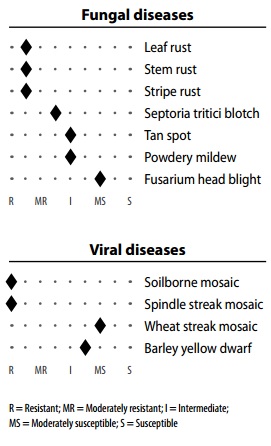 Fungal diseases
Leaf rust
Stem rust
Stripe rust
Septoria tritici blotch
Tan spot
Powdery mildew
Fusarium head blight
R MR I MS S
Viral diseases
Soilborne mosaic
Spindle streak mosaic
Wheat streak mosaic
Barley yellow dwarf
R MR I MS S
R = Resistant; MR = Moderately resistant; I = Intermediate;
MS = Moderately susceptible; S = Susceptible